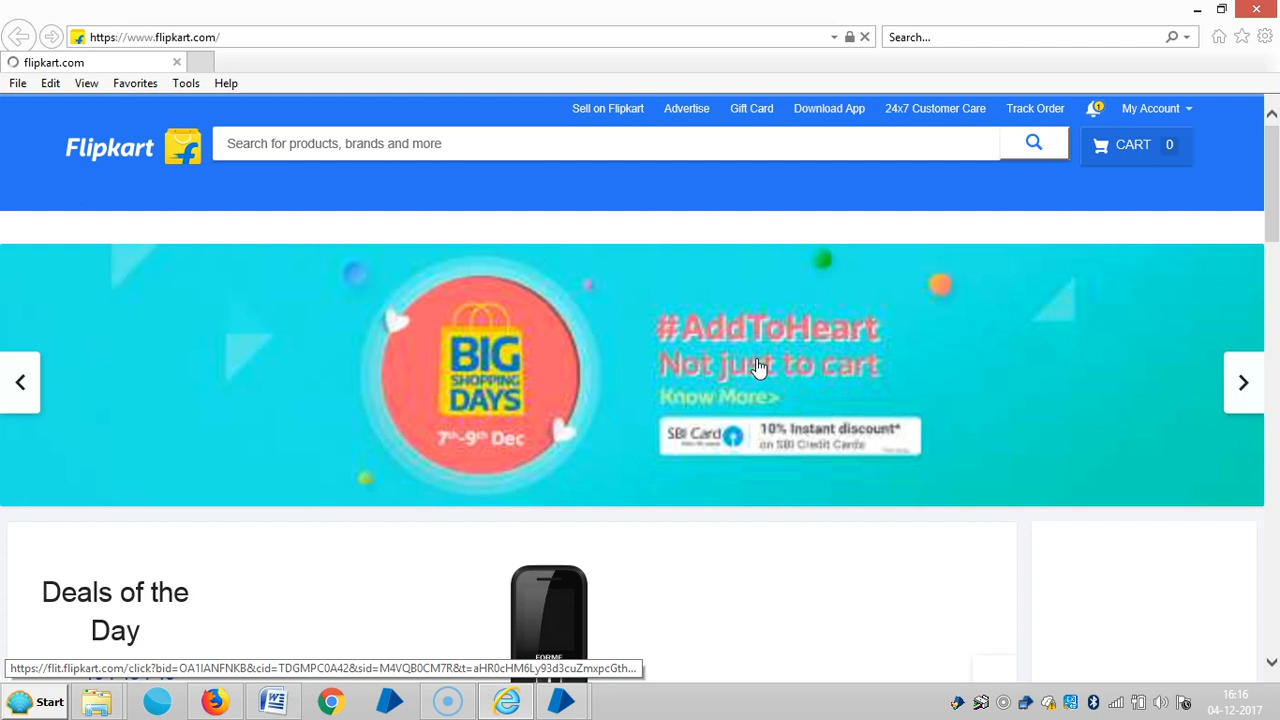 https://www.flipkart.com/
Search...
flipkart.com
File Edit View Favorites Tools Help
Sell on Flipkart Advertise Gift Card Download App 24x7 Customer Care Track Order 1 My Account
Flipkart
Search for products, brands and more
CART 0
BIG
SHOPPING
DAYS
7th-9th Dec
#AddToHeart
Not just to cart
Know More>
SBI Card
10% Instant discount*
on SBI Credit Cards
Deals of the
Day
FORME
https://flit.flipkart.com/click?bid=OA1IANFNKB&cid=TDGMPC0A42&sid=M4VQB0CM7R&t=aHR0cHM6Ly93d3cuZmxpcGth...
Start
16:16
04-12-2017